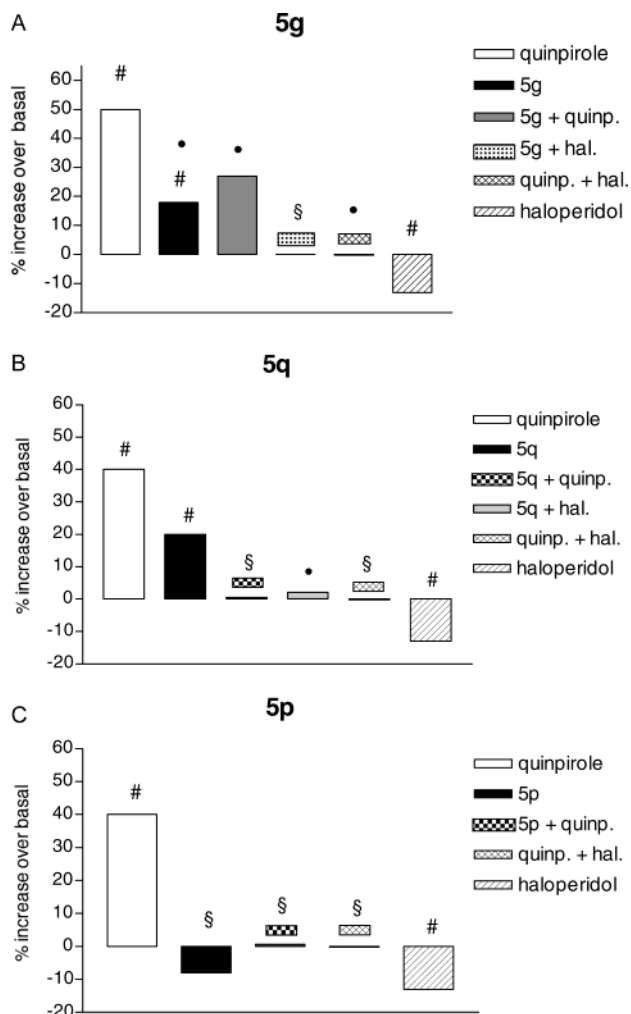 A
5g
% increase over basal
60
50
40
30
20
10
0
-10
-20
#
•
#
•
§
•
#
quinpirole
5g
5g + quinp.
5g + hal.
quinp. + hal.
haloperidol
B
5q
% increase over basal
60
50
40
30
20
10
0
-10
-20
#
#
§
•
§
#
quinpirole
5q
5q + quinp.
5q + hal.
quinp. + hal.
haloperidol
C
5p
% increase over basal
60
50
40
30
20
10
0
-10
-20
#
§
§
§
#
quinpirole
5p
5p + quinp.
quinp. + hal.
haloperidol